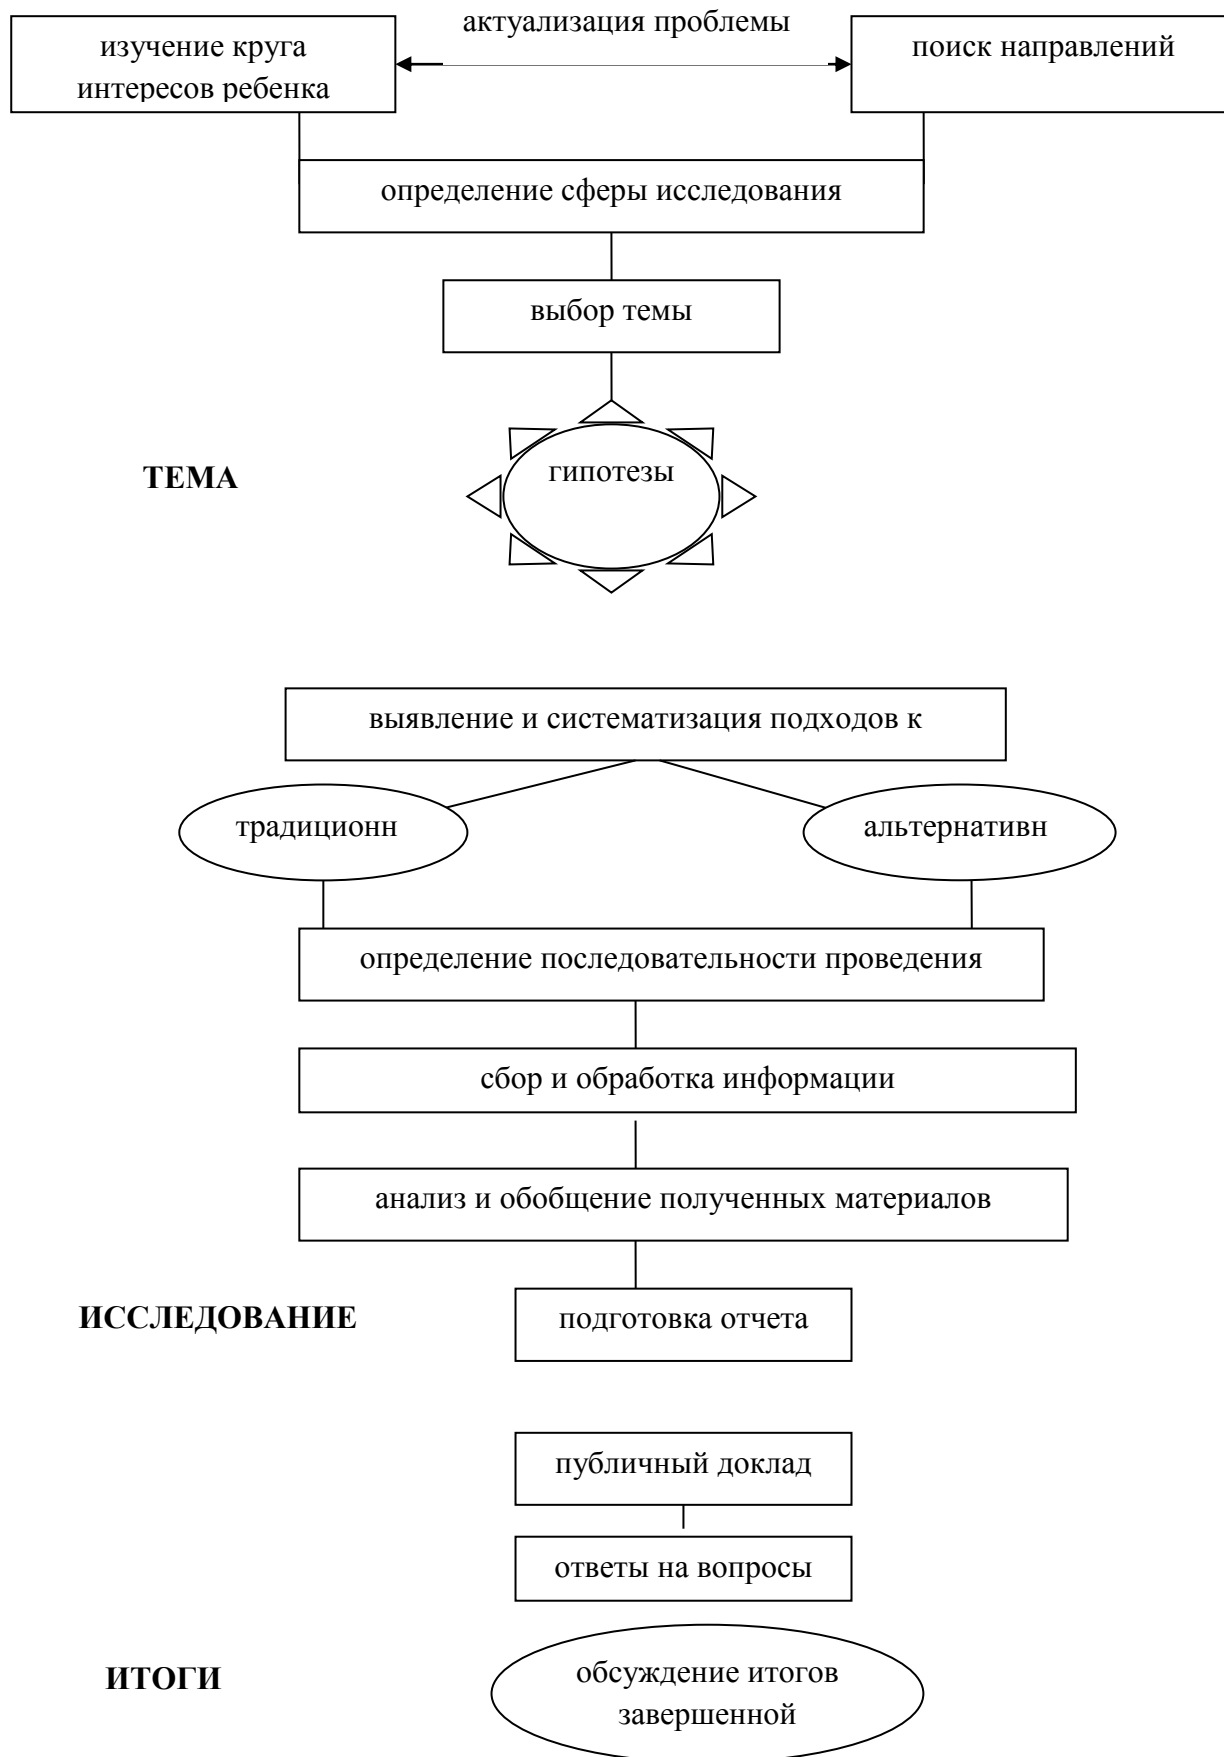 актуализация проблемы
изучение круга
интересов ребенка
поиск направлений
определение сферы исследования
выбор темы
гипотезы
ТЕМА
выявление и систематизация подходов к
традиционн
альтернативн
определение последовательности проведения
сбор и обработка информации
анализ и обобщение полученных материалов
ИССЛЕДОВАНИЕ
подготовка отчета
публичный доклад
ответы на вопросы
ИТОГИ
обсуждение итогов
завершенной